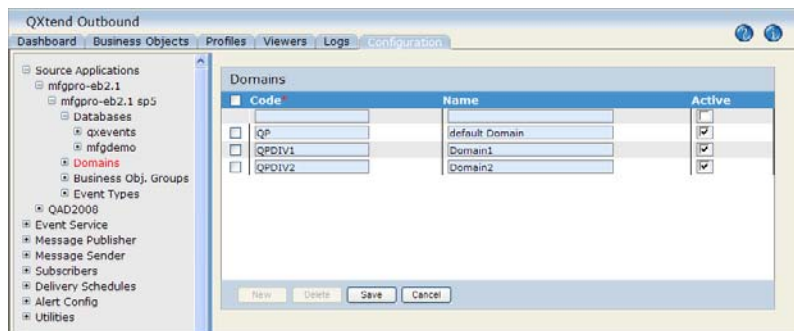 QXtend Outbound
Dashboard Business Objects Profiles Viewers Logs Configuration
Source Applications
mfgpro-eb2.1
mfgpro-eb2.1 sp5
Databases
qxevents
mfgdemo
Domains
Business Obj. Groups
Event Types
QAD2008
Event Service
Message Publisher
Message Sender
Subscribers
Delivery Schedules
Alert Config
Utilities
Domains
Code* Name Active
QP default Domain
QPDIV1 Domain1
QPDIV2 Domain2
New Delete Save Cancel